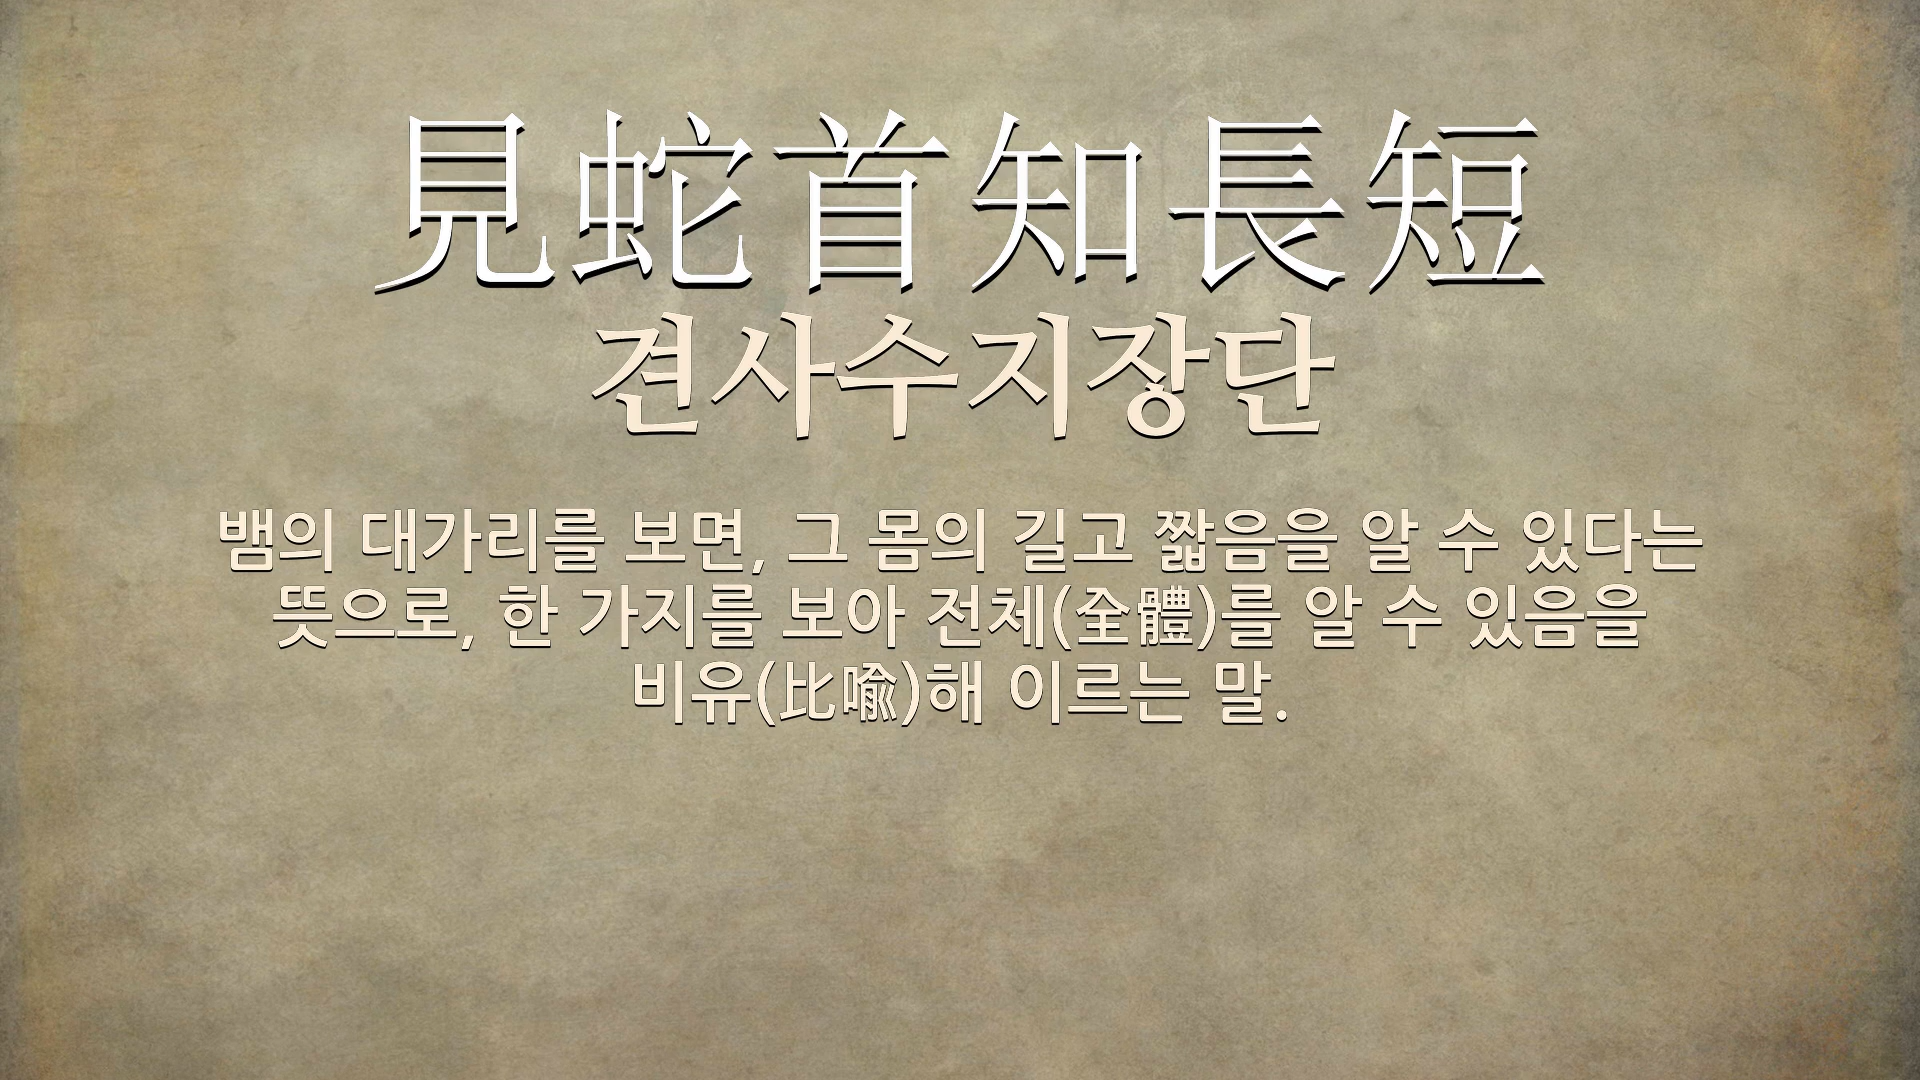 見蛇首知長短
견사수지장단
뱀의 대가리를 보면, 그 몸의 길고 짧음을 알 수 있다는
뜻으로, 한 가지를 보아 전체(全體)를 알 수 있음을
비유(比喩)해 이르는 말.